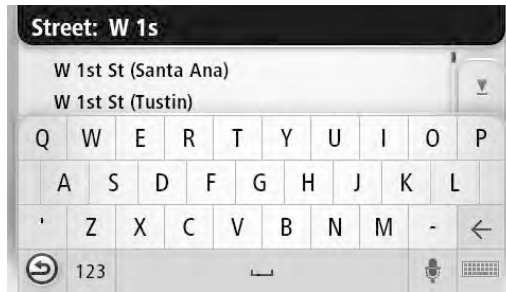 Street: W 1s
W 1st St (Santa Ana)
W 1st St (Tustin)
Q W E R T Y U I O P
A S D F G H J K L
' Z X C V B N M -
123